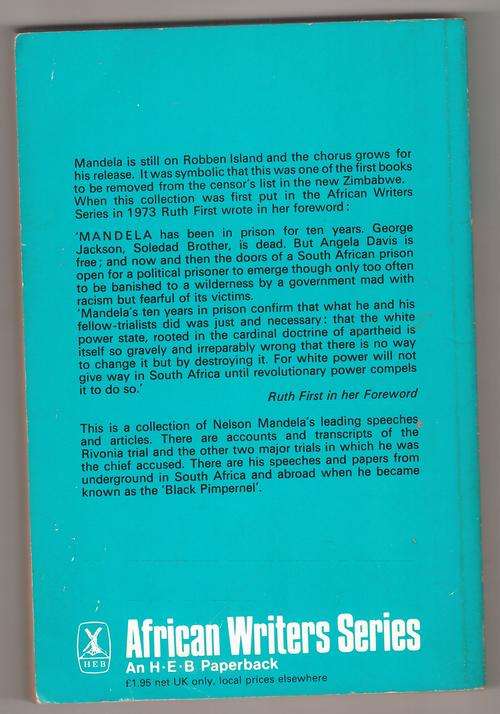 Mandela is still on Robben Island and the chorus grows for
his release. It was symbolic that this was one of the first books
to be removed from the censor's list in the new Zimbabwe.
When this collection was first put in the African Writers
Series in 1973 Ruth First wrote in her foreword:
'MANDELA has been in prison for ten years. George
Jackson, Soledad Brother, is dead. But Angela Davis is
free; and now and then the doors of a South African prison
open for a political prisoner to emerge though only too often
to be banished to a wilderness by a government mad with
racism but fearful of its victims.
'Mandela's ten years in prison confirm that what he and his
fellow-trialists did was just and necessary: that the white
power state, rooted in the cardinal doctrine of apartheid is
itself so gravely and irreparably wrong that there is no way
to change it but by destroying it. For white power will not
give way in South Africa until revolutionary power compels
it to do so.'
Ruth First in her Foreword
This is a collection of Nelson Mandela's leading speeches
and articles. There are accounts and transcripts of the
Rivonia trial and the other two major trials in which he was
the chief accused. There are his speeches and papers from
underground in South Africa and abroad when he became
known as the 'Black Pimpernel'.
HEB
African Writers Series
An H·E·B Paperback
£1.95 net UK only, local prices elsewhere